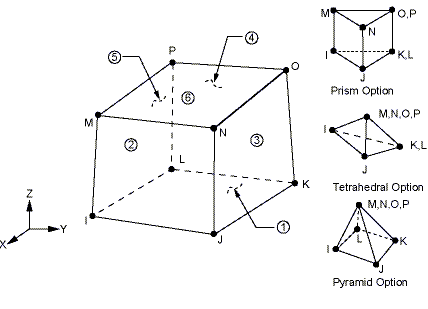 P
④
⑤
O
M
⑥
N
②
③
L
K
I
J
①
Z
Y
X
M
O,P
N
I
K,L
J
Prism Option
M,N,O,P
I
K,L
J
Tetrahedral Option
M,N,O,P
L
I
K
J
Pyramid Option